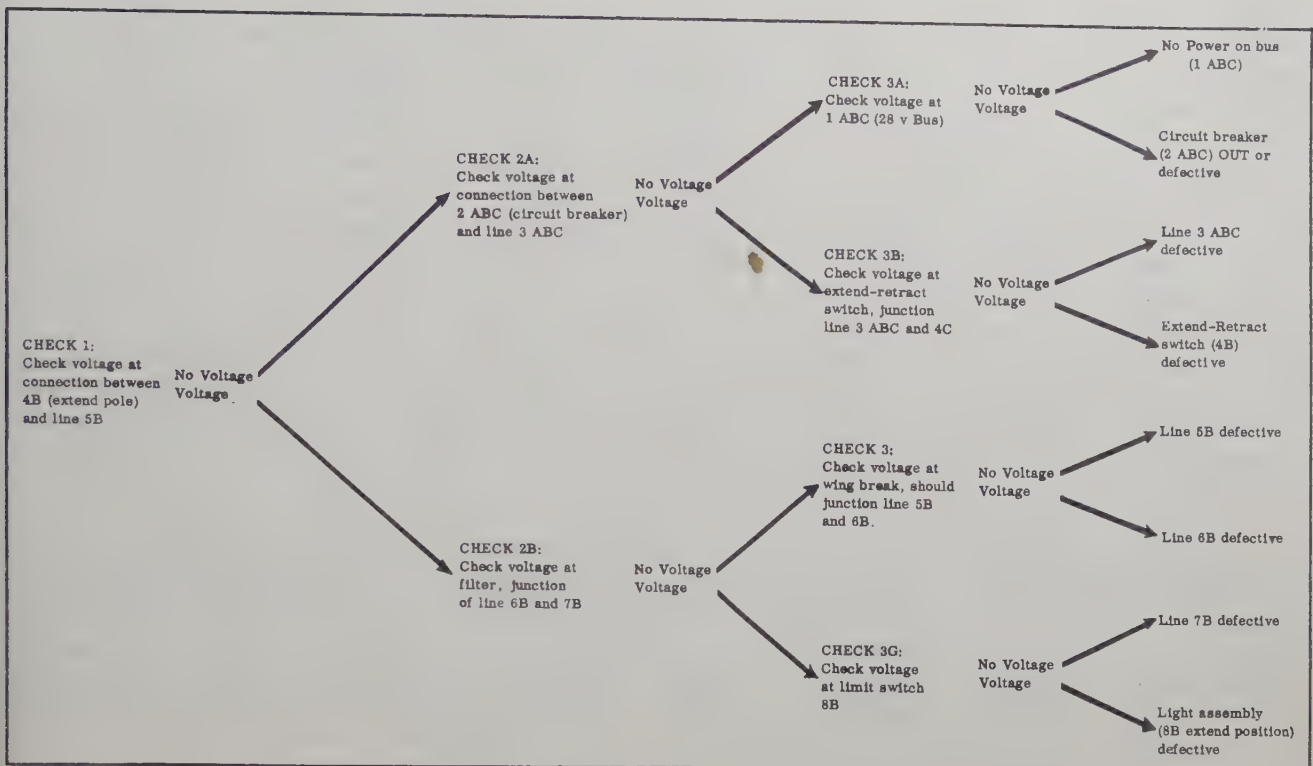 CHECK 1:
Check voltage at
connection between
4B (extend pole)
and line 5B
No Voltage
Voltage
CHECK 2A:
Check voltage at
connection between
2 ABC (circuit breaker)
and line 3 ABC
No Voltage
Voltage
CHECK 2B:
Check voltage at
filter, junction
of line 6B and 7B
No Voltage
Voltage
CHECK 3A:
Check voltage at
1 ABC (28 v Bus)
No Voltage
Voltage
CHECK 3B:
Check voltage at
extend-retract
switch, junction
line 3 ABC and 4C
No Voltage
Voltage
CHECK 3:
Check voltage at
wing break, should
junction line 5B
and 6B.
No Voltage
Voltage
CHECK 3G:
Check voltage
at limit switch
8B
No Voltage
Voltage
No Power on bus
(1 ABC)
Circuit breaker
(2 ABC) OUT or
defective
Line 3 ABC
defective
Extend-Retract
switch (4B)
defective
Line 5B defective
Line 6B defective
Line 7B defective
Light assembly
(8B extend position)
defective